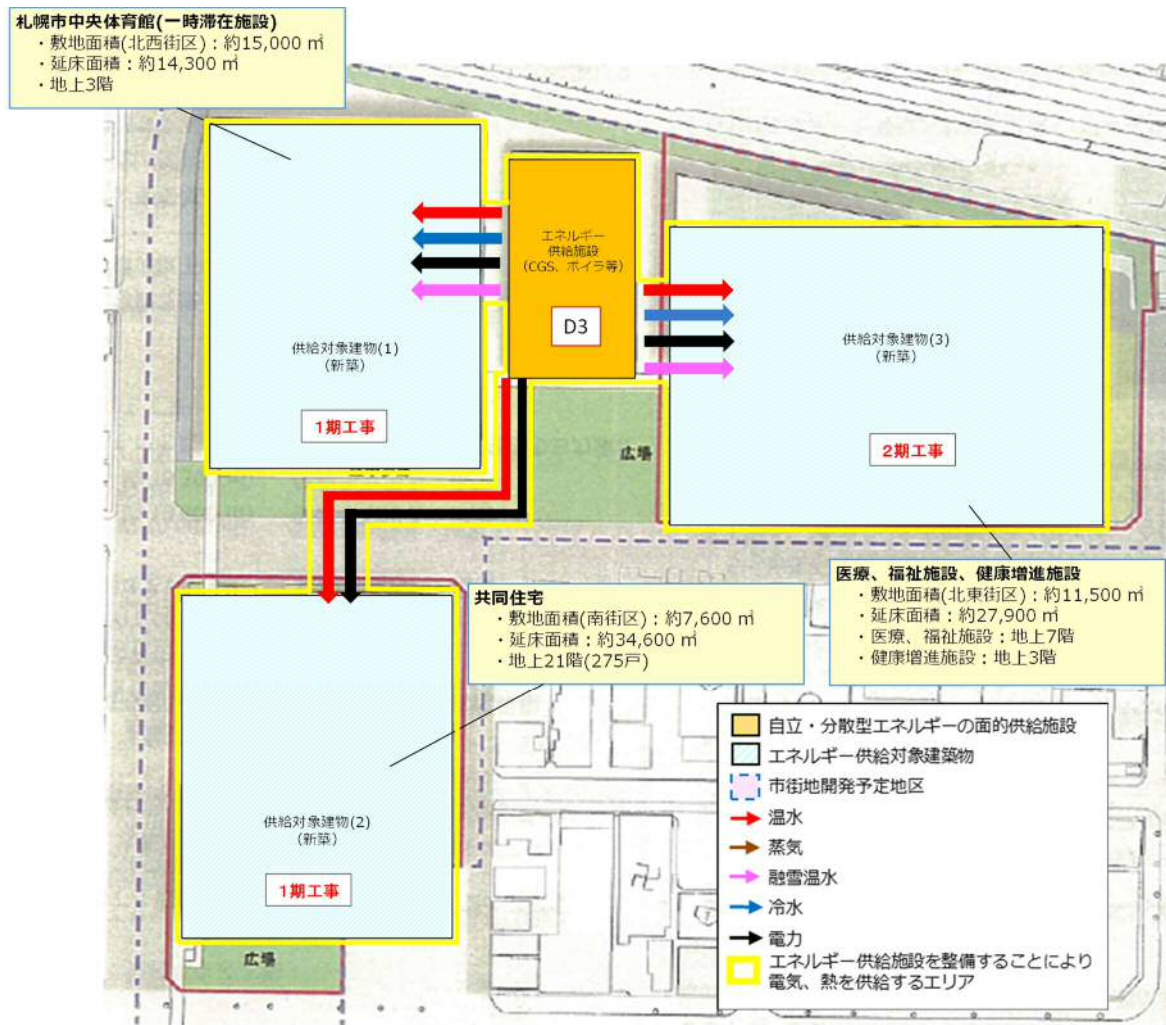 札幌市中央体育館(一時滞在施設)
・敷地面積(北西街区)：約15,000 ㎡
・延床面積：約14,300 ㎡
・地上3階
エネルギー
供給施設
(CGS、ボイラ等)
D3
供給対象建物(1)
(新築)
1期工事
供給対象建物(3)
(新築)
2期工事
広場
医療、福祉施設、健康増進施設
・敷地面積(北東街区)：約11,500 ㎡
・延床面積：約27,900 ㎡
・医療、福祉施設：地上7階
・健康増進施設：地上3階
共同住宅
・敷地面積(南街区)：約7,600 ㎡
・延床面積：約34,600 ㎡
・地上21階(275戸)
供給対象建物(2)
(新築)
1期工事
広場
自立・分散型エネルギーの面的供給施設
エネルギー供給対象建築物
市街地開発予定地区
温水
蒸気
融雪温水
冷水
電力
エネルギー供給施設を整備することにより
電気、熱を供給するエリア